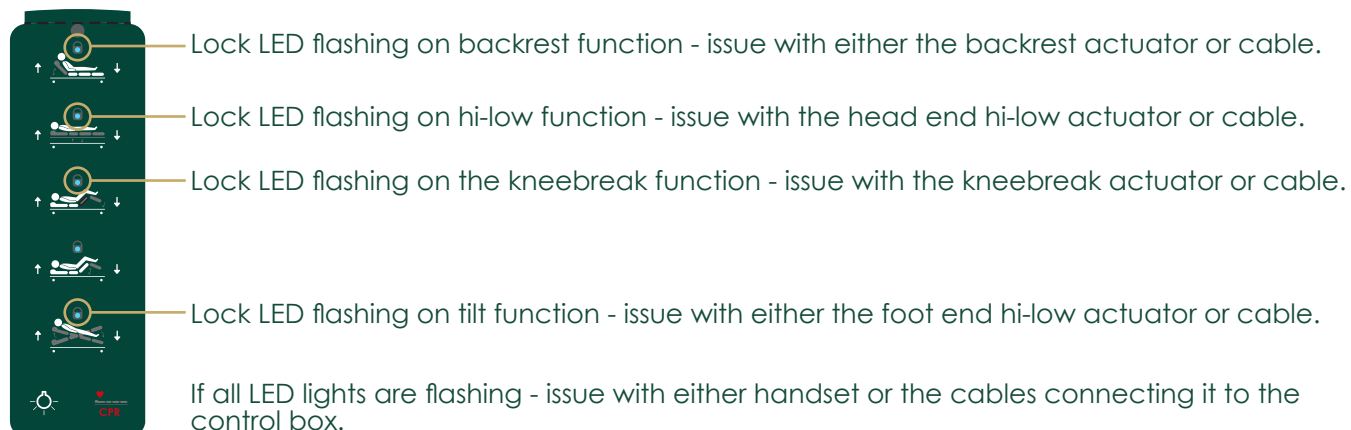 Lock LED flashing on backrest function - issue with either the backrest actuator or cable.
Lock LED flashing on hi-low function - issue with the head end hi-low actuator or cable.
Lock LED flashing on the kneebreak function - issue with the kneebreak actuator or cable.
Lock LED flashing on tilt function - issue with either the foot end hi-low actuator or cable.
If all LED lights are flashing - issue with either handset or the cables connecting it to the
control box.
CPR